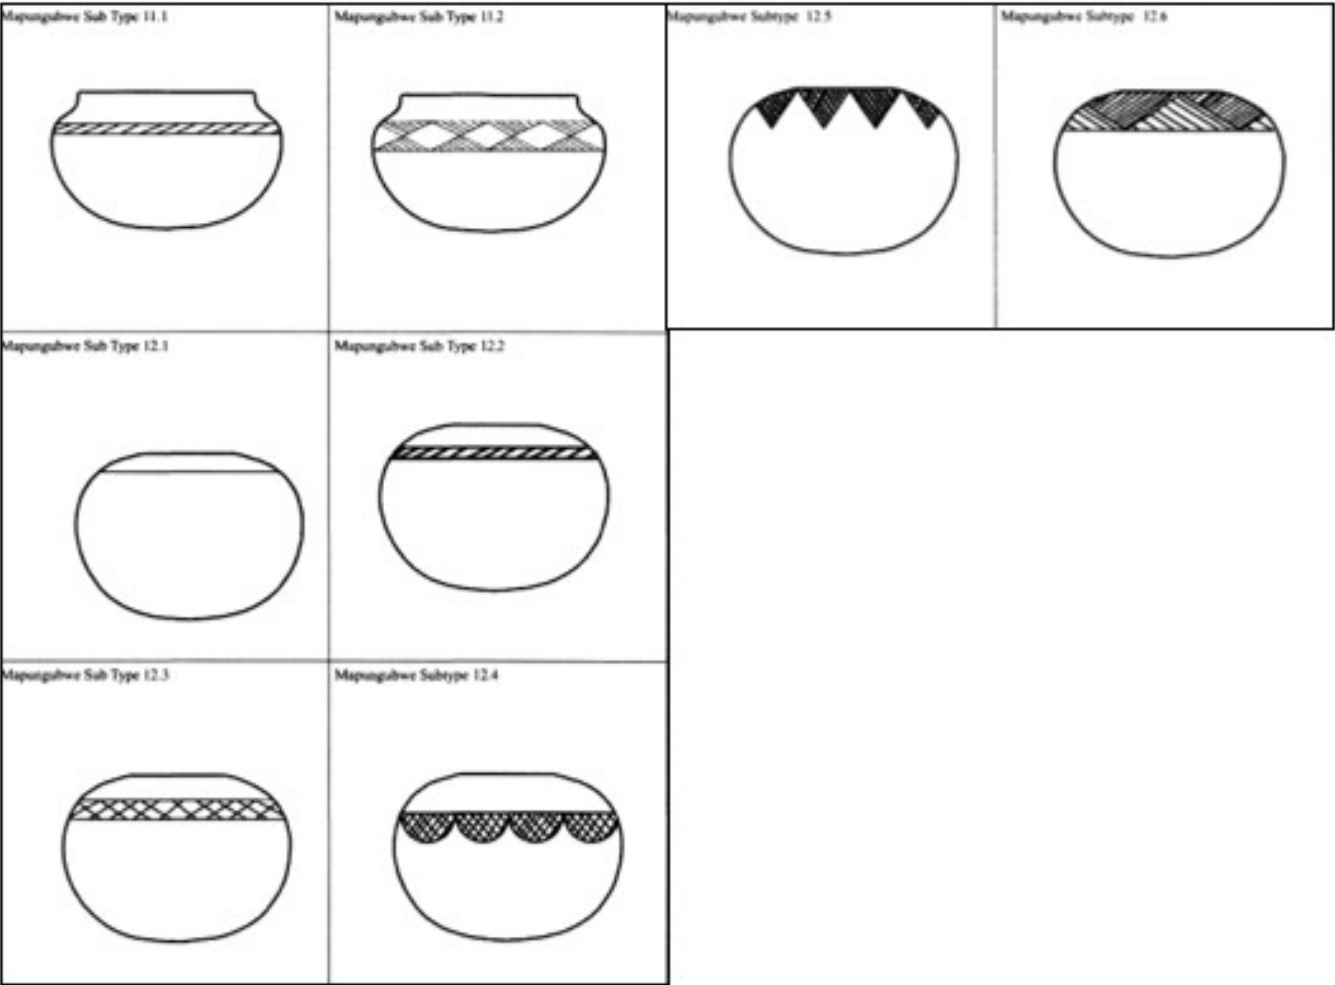 Mapungubwe Sub Type 11.1
Mapungubwe Sub Type 11.2
Mapungubwe Subtype 12.5
Mapungubwe Subtype 12.6
Mapungubwe Sub Type 12.1
Mapungubwe Sub Type 12.2
Mapungubwe Sub Type 12.3
Mapungubwe Subtype 12.4